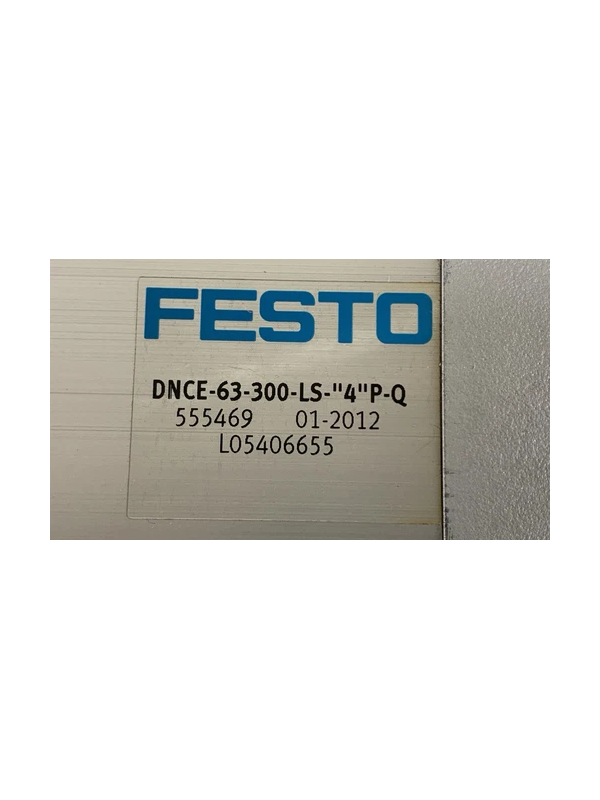 FESTO
DNCE-63-300-LS-"4"P-Q
555469 01-2012
L05406655